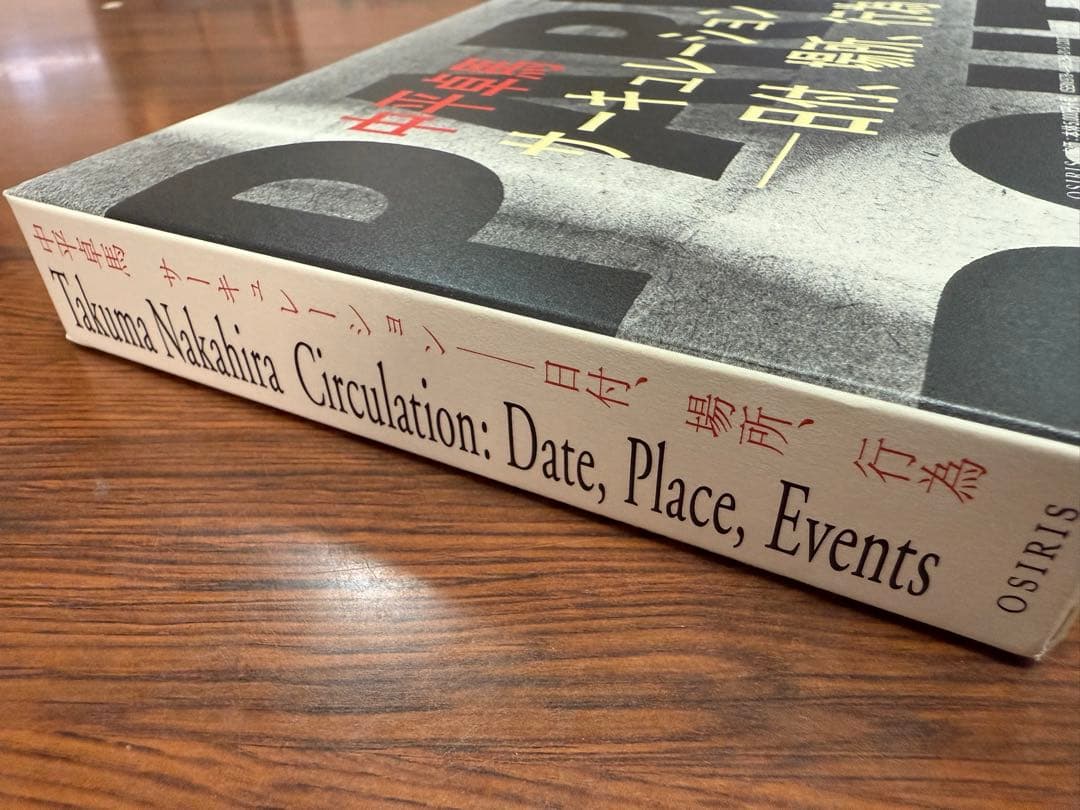 中平卓馬
サーキュレーション
―日付、場所、行為
OSIRIS
中平卓馬 サーキュレーション―日付、場所、行為
Takuma Nakahira Circulation: Date, Place, Events
OSIRIS